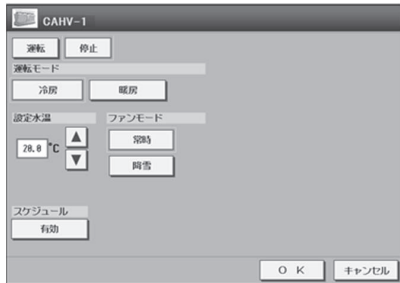 CAHV-1
運転 停止
運転モード
冷房 暖房
設定水温 ファンモード
20.0 °C ▲ 常時
▼ 降雪
スケジュール
有効
O K キャンセル